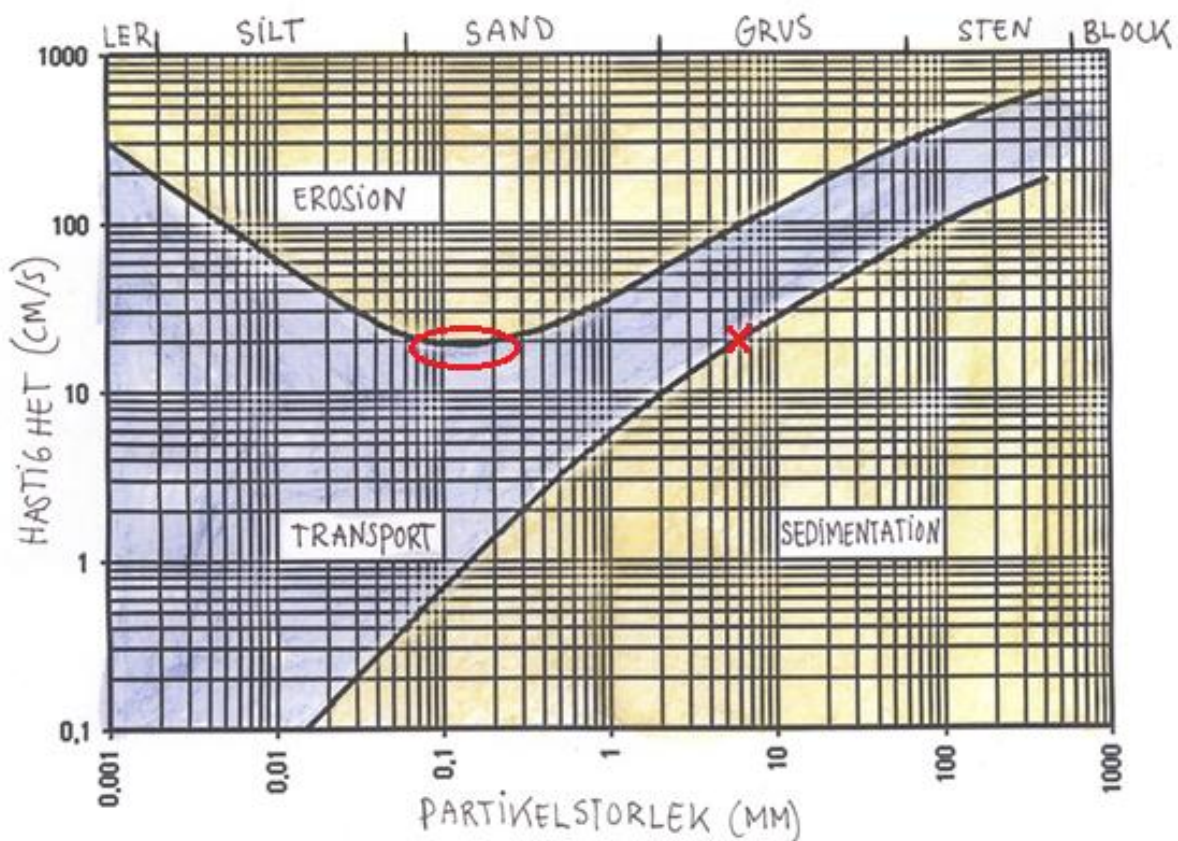 LER SILT SAND GRUS STEN BLOCK
1000
100
10
1
0,1
HASTIGHET (CM/S)
EROSION
TRANSPORT
SEDIMENTATION
0,001 0,01 0,1 1 10 100 1000
PARTIKELSTORLEK (MM)